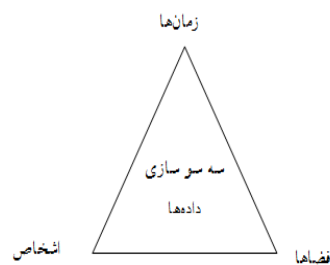 زمان‌ها
سه سو سازی
داده‌ها
اشخاص
فضاها